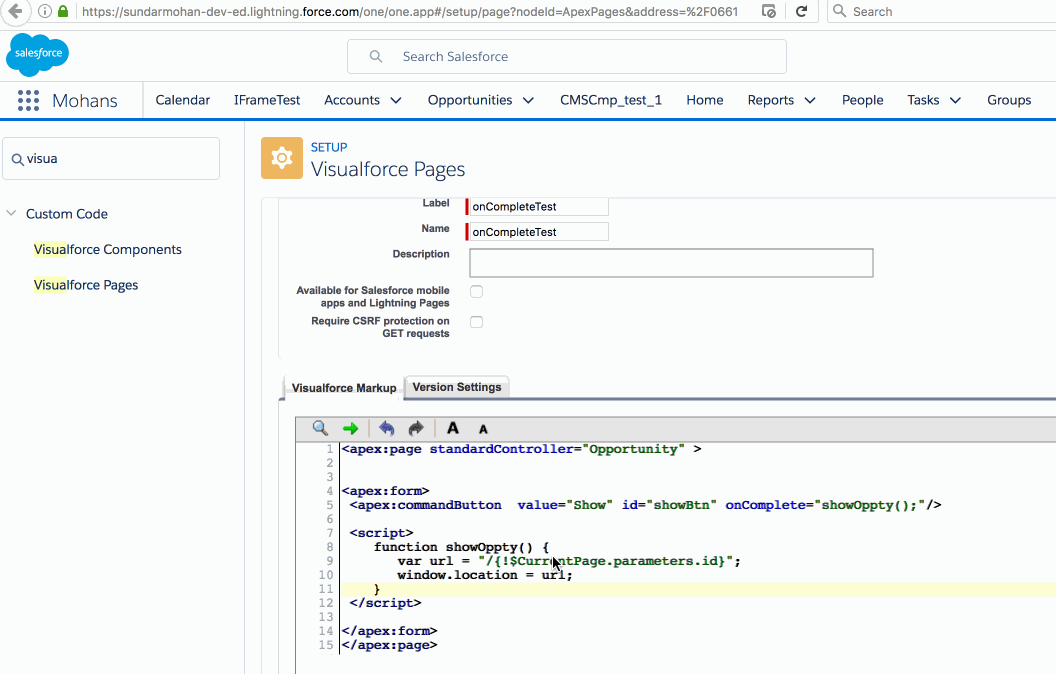 https://sundarmohan-dev-ed.lightning.force.com/one/one.app#/setup/page?nodeId=ApexPages&address=%2F0661
Search
salesforce
Search Salesforce
Mohans Calendar IFrameTest Accounts Opportunities CMSCmp_test_1 Home Reports People Tasks Groups
visua
SETUP
Visualforce Pages
Custom Code
Visualforce Components
Visualforce Pages
Label onCompleteTest
Name onCompleteTest
Description
Available for Salesforce mobile
apps and Lightning Pages
Require CSRF protection on
GET requests
Visualforce Markup Version Settings
A A
1 <apex:page standardController="Opportunity" >
2
3
4 <apex:form>
5 <apex:commandButton  value="Show" id="showBtn" onComplete="showOppty();"/>
6
7 <script>
8 function showOppty() {
9 var url = "/{!$CurrentPage.parameters.id}";
10 window.location = url;
11 }
12 </script>
13
14 </apex:form>
15 </apex:page>